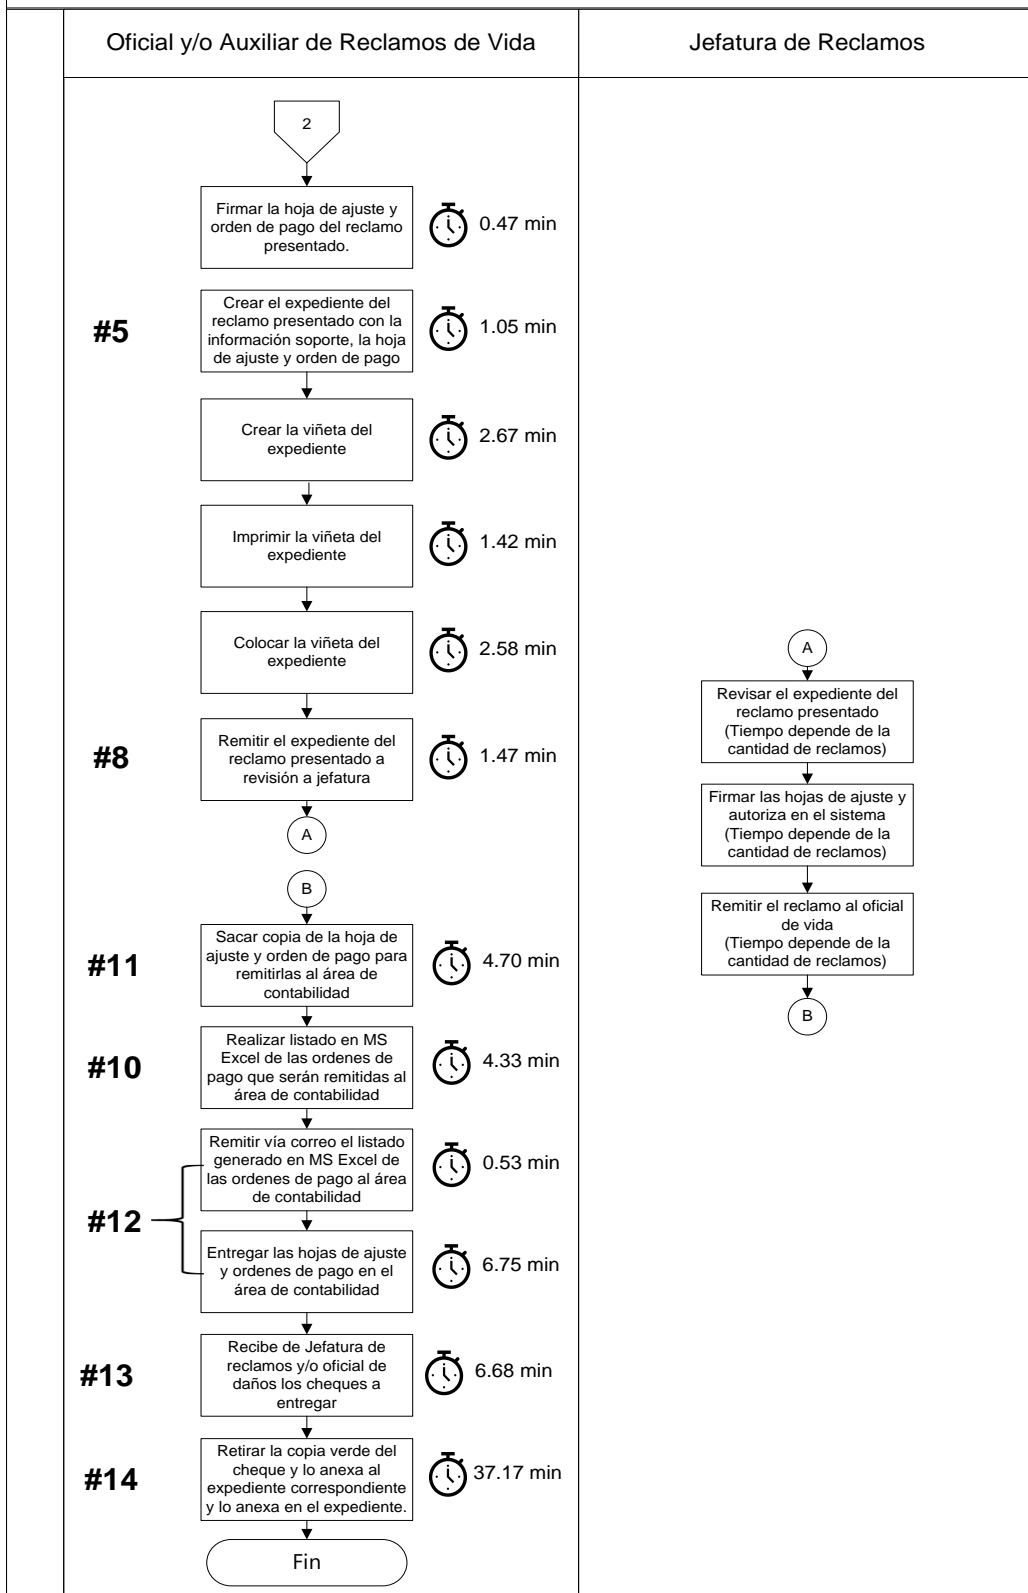 Oficial y/o Auxiliar de Reclamos de Vida
Jefatura de Reclamos
2
Firmar la hoja de ajuste y
orden de pago del reclamo
presentado.
0.47 min
#5
Crear el expediente del
reclamo presentado con la
información soporte, la hoja
de ajuste y orden de pago
1.05 min
Crear la viñeta del
expediente
2.67 min
Imprimir la viñeta del
expediente
1.42 min
Colocar la viñeta del
expediente
2.58 min
#8
Remitir el expediente del
reclamo presentado a
revisión a jefatura
1.47 min
A
B
#11
Sacar copia de la hoja de
ajuste y orden de pago para
remitirlas al área de
contabilidad
4.70 min
#10
Realizar listado en MS
Excel de las ordenes de
pago que serán remitidas al
área de contabilidad
4.33 min
#12
Remitir vía correo el listado
generado en MS Excel de
las ordenes de pago al área
de contabilidad
0.53 min
Entregar las hojas de ajuste
y ordenes de pago en el
área de contabilidad
6.75 min
#13
Recibe de Jefatura de
reclamos y/o oficial de
daños los cheques a
entregar
6.68 min
#14
Retirar la copia verde del
cheque y lo anexa al
expediente correspondiente
y lo anexa en el expediente.
37.17 min
Fin
A
Revisar el expediente del
reclamo presentado
(Tiempo depende de la
cantidad de reclamos)
Firmar las hojas de ajuste y
autoriza en el sistema
(Tiempo depende de la
cantidad de reclamos)
Remitir el reclamo al oficial
de vida
(Tiempo depende de la
cantidad de reclamos)
B